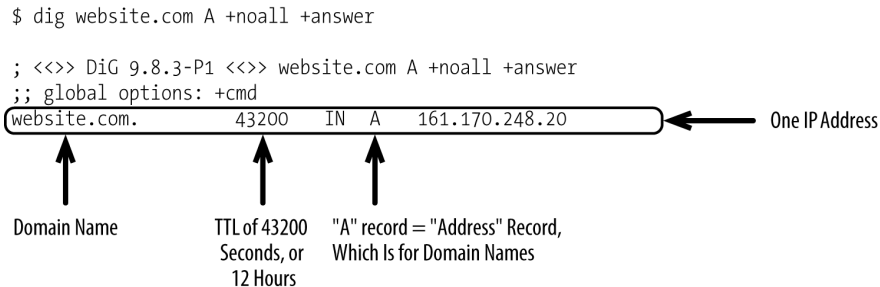 $ dig website.com A +noall +answer
; <<>> DiG 9.8.3-P1 <<>> website.com A +noall +answer
;; global options: +cmd
website.com. 43200 IN A 161.170.248.20
One IP Address
Domain Name
TTL of 43200
Seconds, or
12 Hours
"A" record = "Address" Record,
Which Is for Domain Names